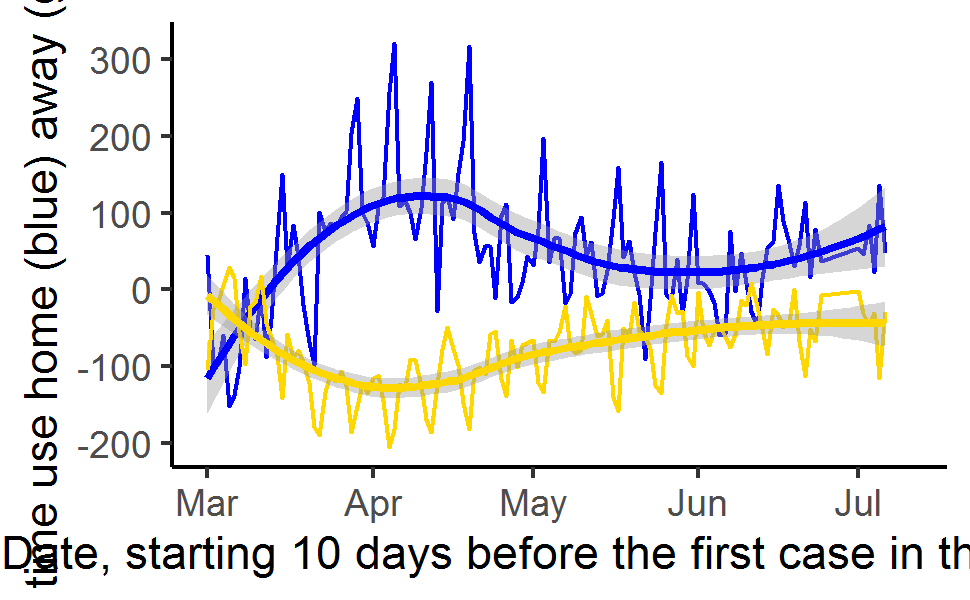 time use home (blue) away (
300
200
100
0
-100
-200
Mar Apr May Jun Jul
Date, starting 10 days before the first case in th